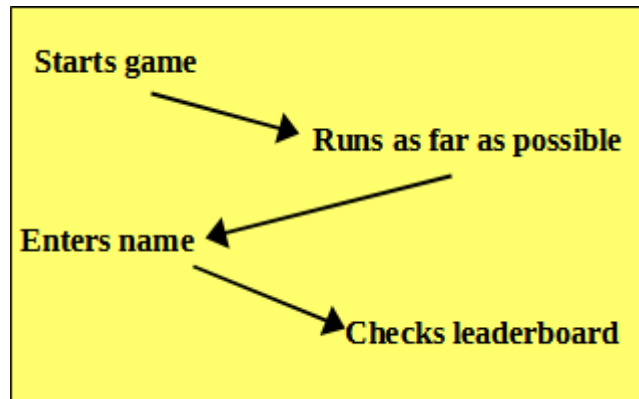 Starts game
Runs as far as possible
Enters name
Checks leaderboard